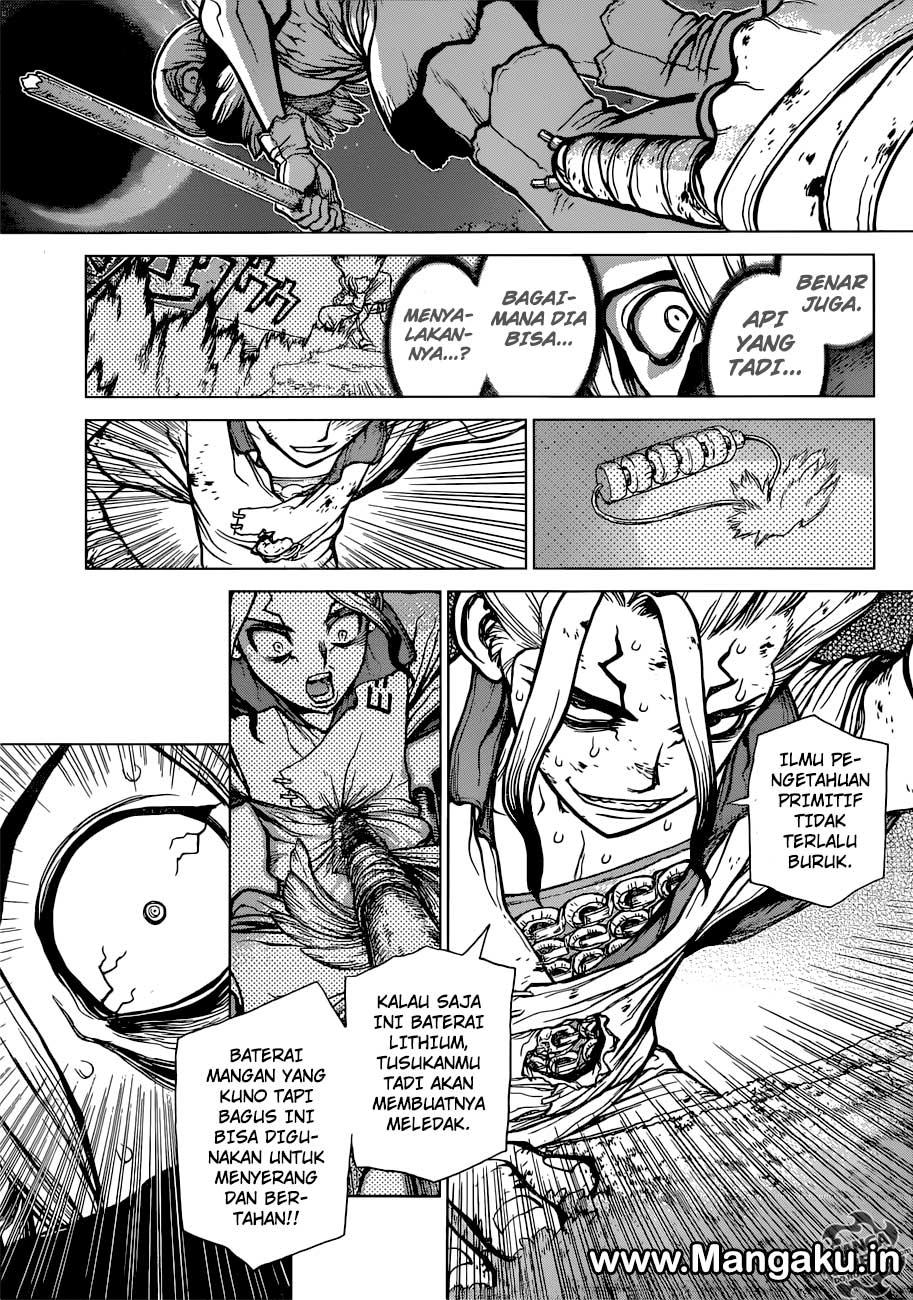 BENAR
JUGA.
API
YANG
TADI...
BAGAI-
MANA DIA
BISA...
MENYA-
LAKAN-
NYA...?
ILMU PE-
NGETAHUAN
PRIMITIF
TIDAK
TERLALU
BURUK.
KALAU SAJA
INI BATERAI
LITHIUM,
TUSUKANMU
TADI AKAN
MEMBUATNYA
MELEDAK.
BATERAI
MANGAN YANG
KUNO TAPI
BAGUS INI
BISA DIGU-
NAKAN UNTUK
MENYERANG
DAN BER-
TAHAN!!
www.Mangaku.in